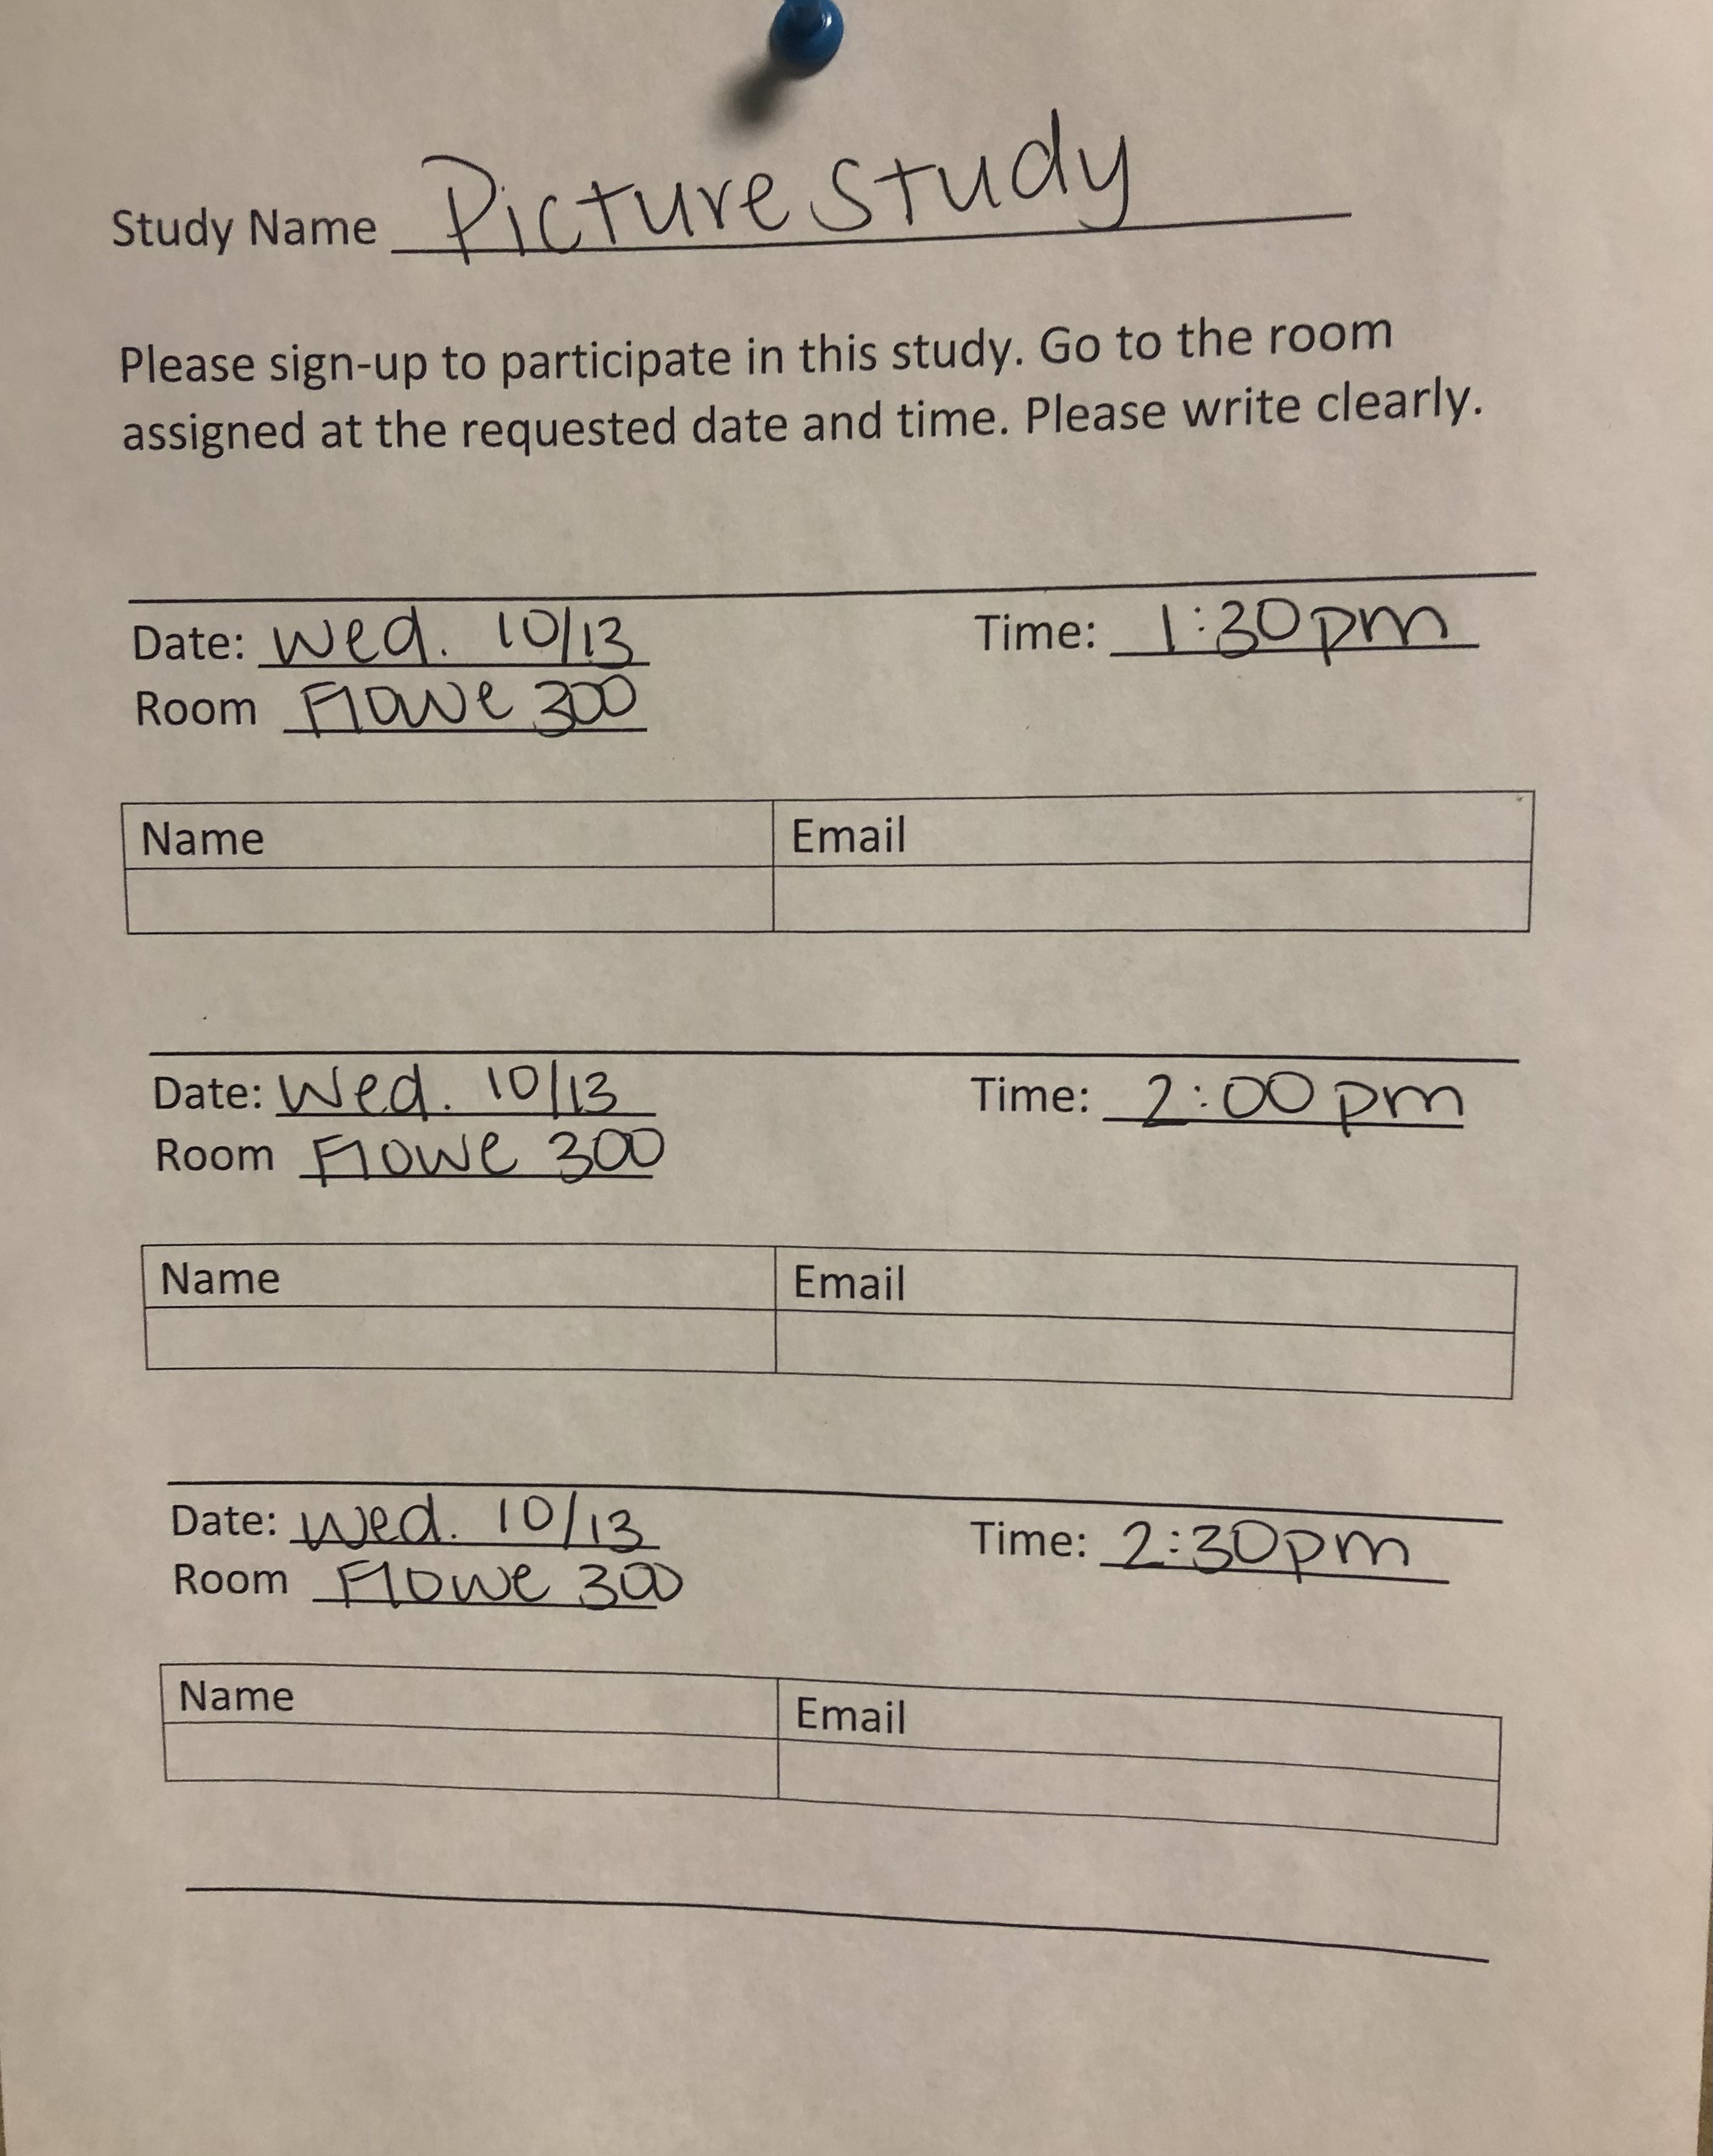 Study Name Picture Study
Please sign-up to participate in this study. Go to the room
assigned at the requested date and time. Please write clearly.
Date: Wed. 10/13 Time: 1:30pm
Room Flowe 300
Name Email
Date: Wed. 10/13 Time: 2:00 pm
Room Flowe 300
Name Email
Date: Wed. 10/13 Time: 2:30pm
Room Flowe 300
Name Email